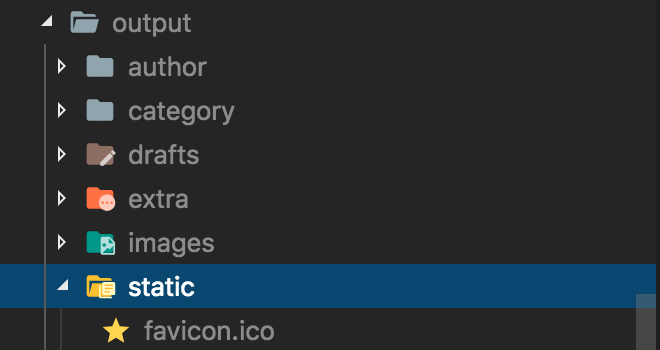 output
author
category
drafts
extra
images
static
favicon.ico